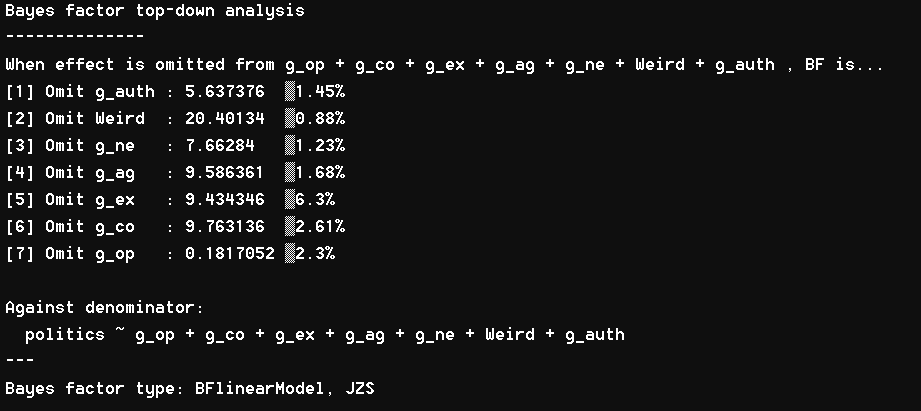 Bayes factor top-down analysis
--------------
When effect is omitted from g_op + g_co + g_ex + g_ag + g_ne + Weird + g_auth , BF is...
[1] Omit g_auth : 5.637376  ▒1.45%
[2] Omit Weird  : 20.40134  ▒0.88%
[3] Omit g_ne   : 7.66284   ▒1.23%
[4] Omit g_ag   : 9.586361  ▒1.68%
[5] Omit g_ex   : 9.434346  ▒6.3%
[6] Omit g_co   : 9.763136  ▒2.61%
[7] Omit g_op   : 0.1817052 ▒2.3%

Against denominator:
  politics ~ g_op + g_co + g_ex + g_ag + g_ne + Weird + g_auth
---
Bayes factor type: BFlinearModel, JZS